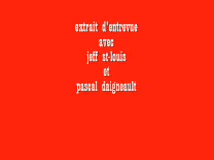 extrait d'entrevue
avec
jeff st-louis
et
pascal daigneault